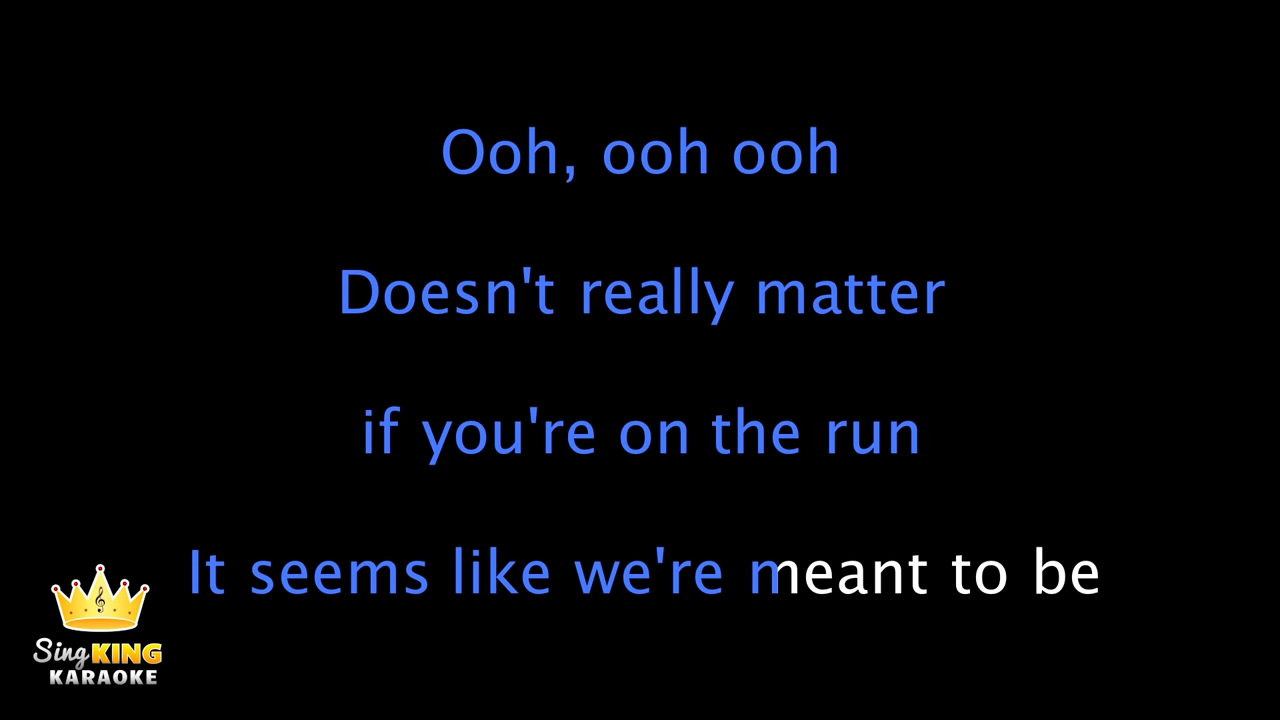 Ooh, ooh ooh
Doesn't really matter
if you're on the run
It seems like we're meant to be
Sing KING
KARAOKE